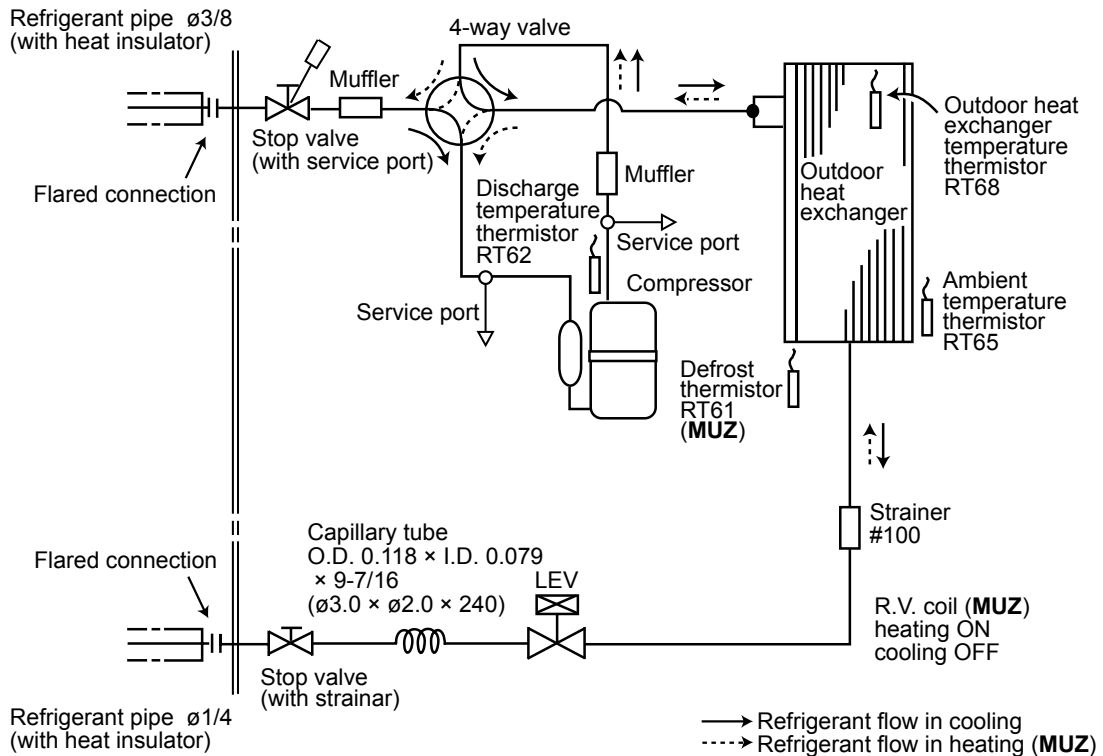 Refrigerant pipe ø3/8
(with heat insulator)
4-way valve
Muffler
Stop valve
(with service port)
Flared connection
Outdoor heat
exchanger
temperature
thermistor
RT68
Outdoor
heat
exchanger
Muffler
Discharge
temperature
thermistor
RT62
Service port
Compressor
Service port
Ambient
temperature
thermistor
RT65
Defrost
thermistor
RT61
(MUZ)
Strainer
#100
Capillary tube
O.D. 0.118 × I.D. 0.079
× 9-7/16
(ø3.0 × ø2.0 × 240)
LEV
Flared connection
R.V. coil (MUZ)
heating ON
cooling OFF
Stop valve
(with strainar)
Refrigerant pipe ø1/4
(with heat insulator)
Refrigerant flow in cooling
Refrigerant flow in heating (MUZ)